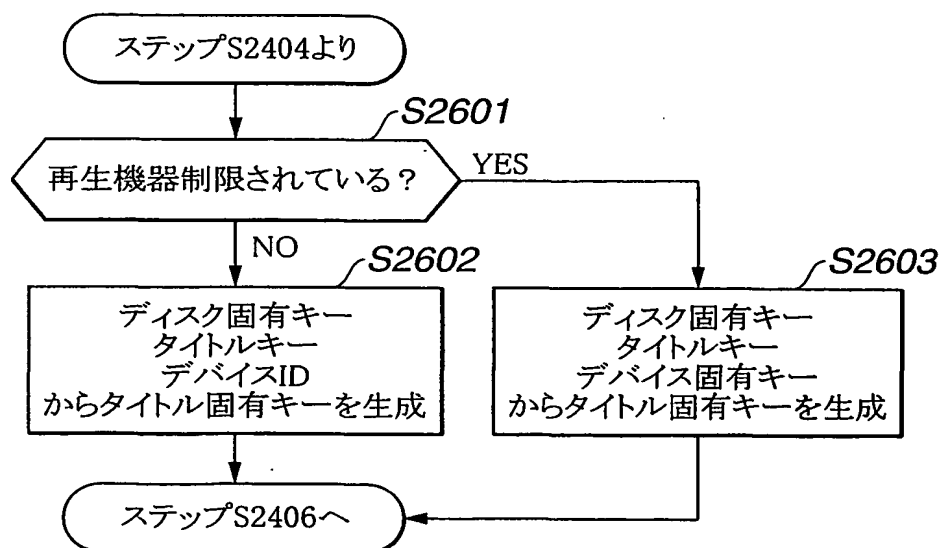 ステップS2404より
S2601
再生機器制限されている？
YES
NO
S2602
ディスク固有キー
タイトルキー
デバイスID
からタイトル固有キーを生成
S2603
ディスク固有キー
タイトルキー
デバイス固有キー
からタイトル固有キーを生成
ステップS2406へ